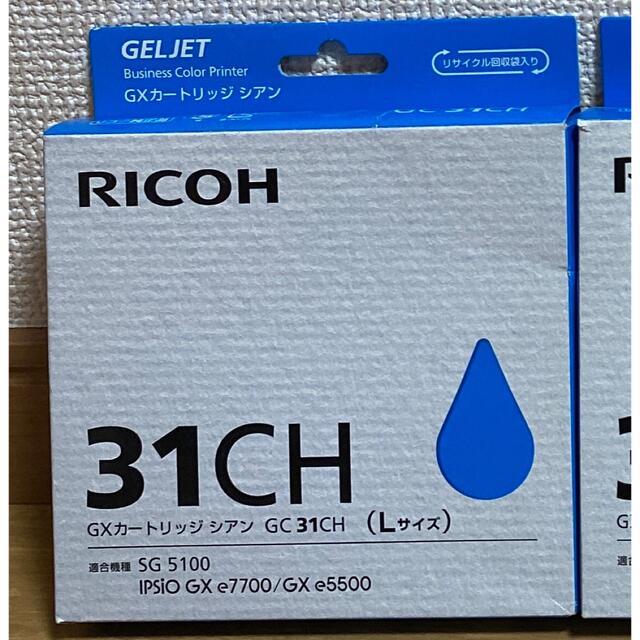 GELJET
Business Color Printer
GXカートリッジ シアン
リサイクル回収袋入り
GC 31CH
RICOH
31CH
GXカートリッジ シアン GC 31CH (Lサイズ)
適合機種 SG 5100
IPSiO GX e7700/GX e5500